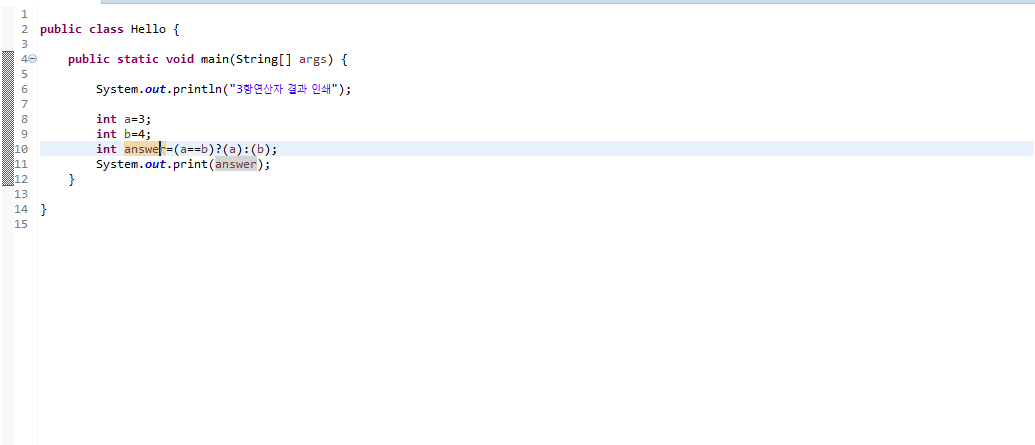 1
2 public class Hello {
3
4 public static void main(String[] args) {
5
6 System.out.println("3항연산자 결과 인쇄");
7
8 int a=3;
9 int b=4;
10 int answer=(a==b)?(a):(b);
11 System.out.print(answer);
12 }
13
14 }
15